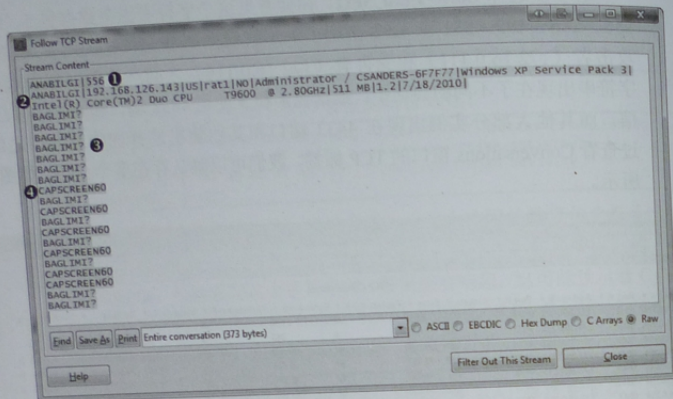 Follow TCP Stream
Stream Content
ANABILGI|556 ❶
ANABILGI|192.168.126.143|US|rat1|NO|Administrator / CSANDERS-6F7F77|Windows XP Service Pack 3|
❷ Intel(R) Core(TM)2 Duo CPU T9600 @ 2.80GHz|511 MB|1.2|7/18/2010|
BAGLIMI?
BAGLIMI?
BAGLIMI?
BAGLIMI? ❸
BAGLIMI?
BAGLIMI?
BAGLIMI?
❹ CAPSCREEN60
BAGLIMI?
CAPSCREEN60
BAGLIMI?
CAPSCREEN60
BAGLIMI?
CAPSCREEN60
BAGLIMI?
CAPSCREEN60
CAPSCREEN60
BAGLIMI?
BAGLIMI?
Find Save As Print Entire conversation (373 bytes) ASCII EBCDIC Hex Dump C Arrays Raw
Help Filter Out This Stream Close